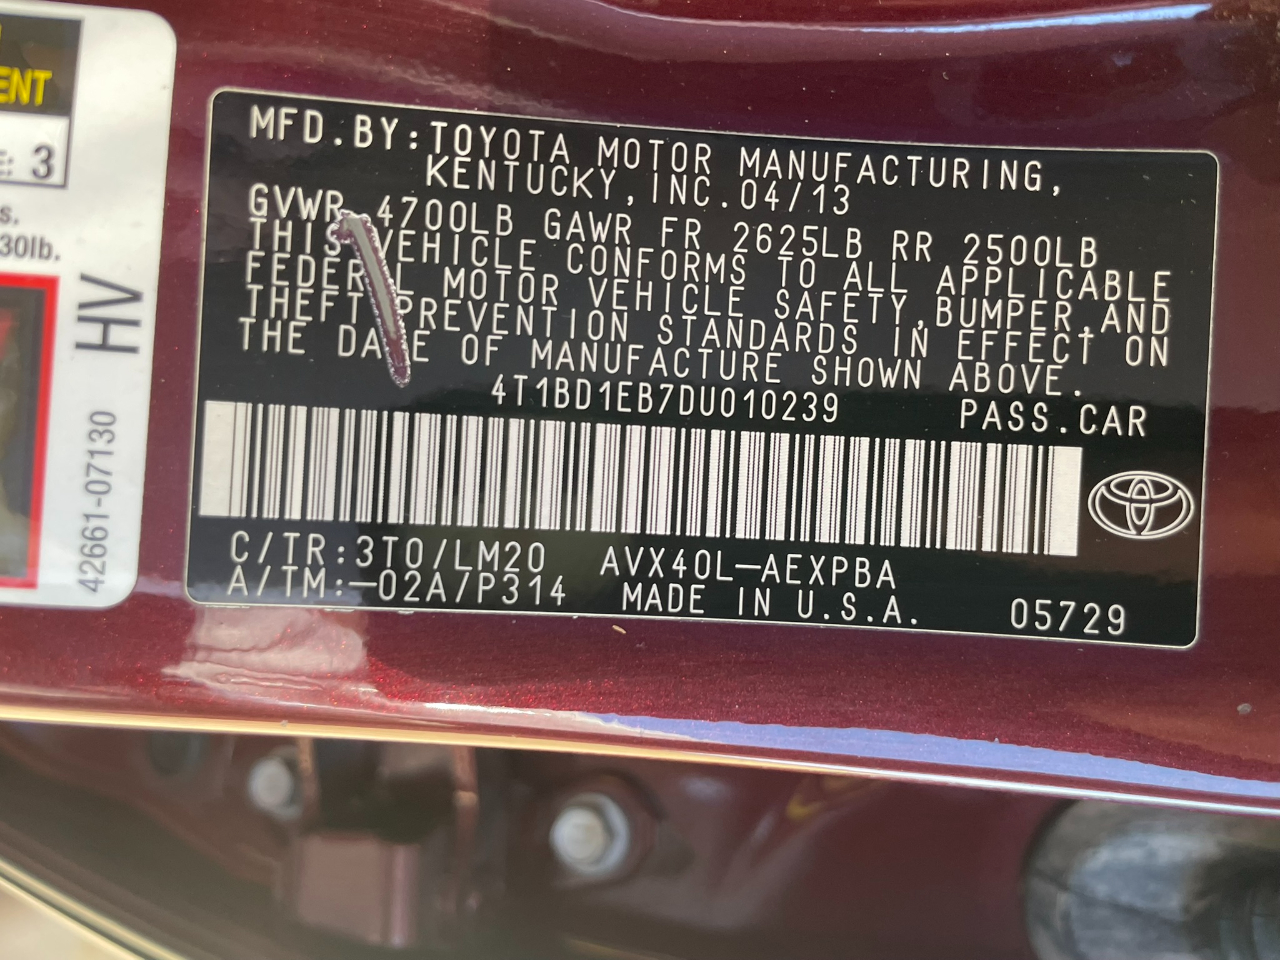 ENT
E: 3
s.
30lb.
HV
42661-07130
MFD.BY:TOYOTA MOTOR MANUFACTURING,
KENTUCKY,INC.04/13
GVWR 4700LB GAWR FR 2625LB RR 2500LB
THIS VEHICLE CONFORMS TO ALL APPLICABLE
FEDERAL MOTOR VEHICLE SAFETY,BUMPER,AND
THEFT PREVENTION STANDARDS IN EFFECT ON
THE DATE OF MANUFACTURE SHOWN ABOVE.
4T1BD1EB7DU010239 PASS.CAR
C/TR:3T0/LM20 AVX40L-AEXPBA
A/TM:-02A/P314 MADE IN U.S.A. 05729